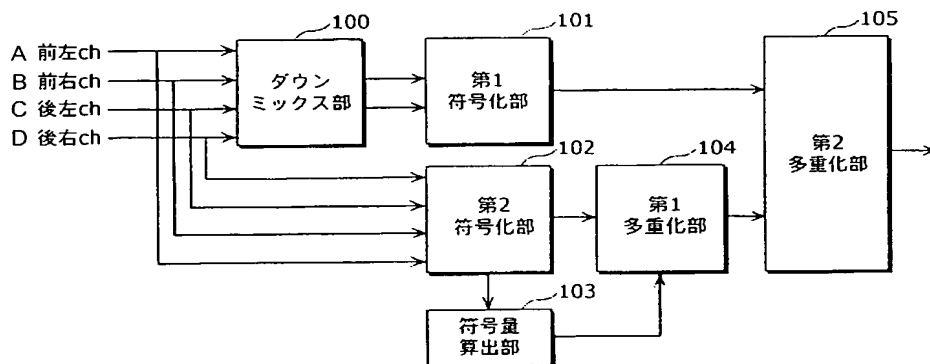 100
101
105
A 前左ch
B 前右ch
C 後左ch
D 後右ch
ダウン
ミックス部
第1
符号化部
第2
多重化部
102
104
第2
符号化部
第1
多重化部
103
符号量
算出部